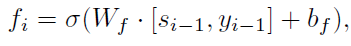 f_i = σ(W_f · [s_{i−1}, y_{i−1}] + b_f),